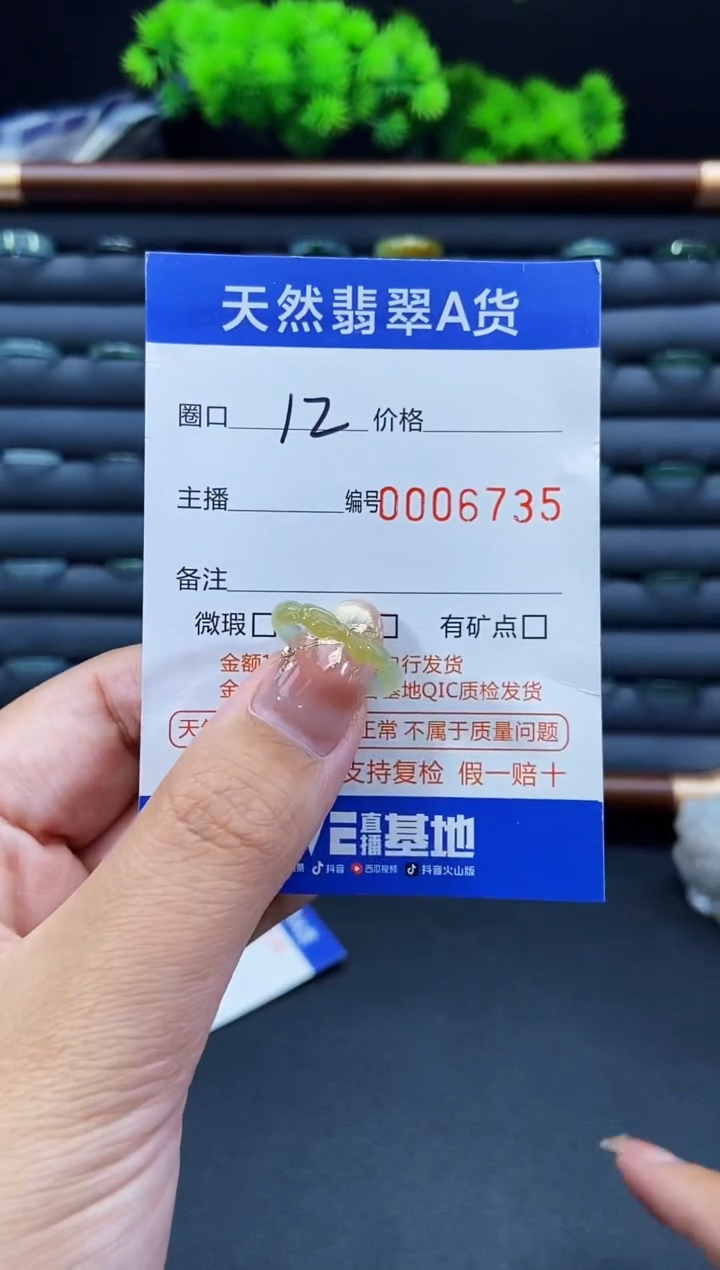 天然翡翠A货
圈口 12 价格
主播 编号0006735
备注
微瑕□ □ 有矿点□
金额 行发货
金 基地QIC质检发货
天 正常 不属于质量问题
支持复检 假一赔十
VE直播基地
抖音 西瓜视频 抖音火山版